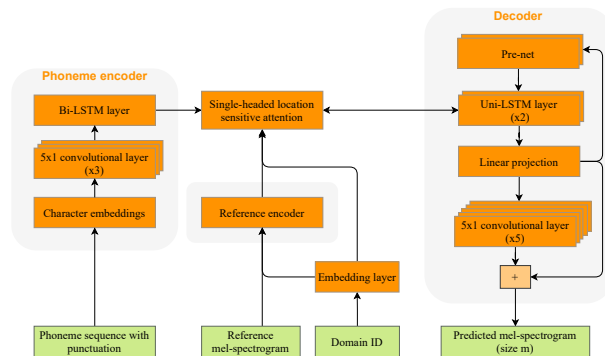 Decoder
Pre-net
Phoneme encoder
Bi-LSTM layer
Single-headed location
sensitive attention
Uni-LSTM layer
(x2)
5x1 convolutional layer
(x3)
Linear projection
Character embeddings
Reference encoder
5x1 convolutional layer
(x5)
Embedding layer
+
Phoneme sequence with
punctuation
Reference
mel-spectrogram
Domain ID
Predicted mel-spectrogram
(size m)